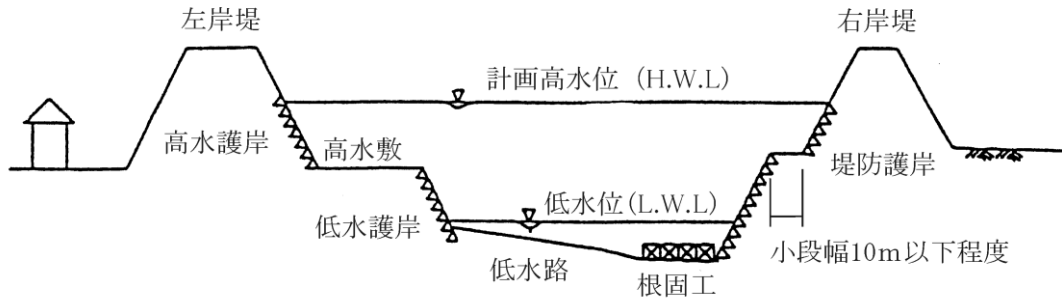 左岸堤
右岸堤
計画高水位 (H.W.L)
高水護岸
高水敷
堤防護岸
低水位(L.W.L)
低水護岸
小段幅10m以下程度
低水路
根固工